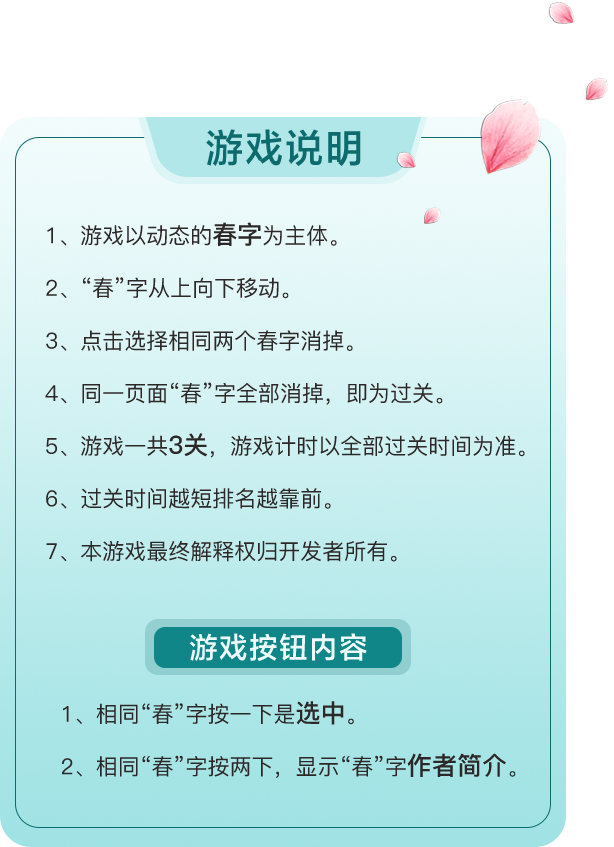 游戏说明
1、游戏以动态的春字为主体。
2、“春”字从上向下移动。
3、点击选择相同两个春字消掉。
4、同一页面“春”字全部消掉，即为过关。
5、游戏一共3关，游戏计时以全部过关时间为准。
6、过关时间越短排名越靠前。
7、本游戏最终解释权归开发者所有。
游戏按钮内容
1、相同“春”字按一下是选中。
2、相同“春”字按两下，显示“春”字作者简介。